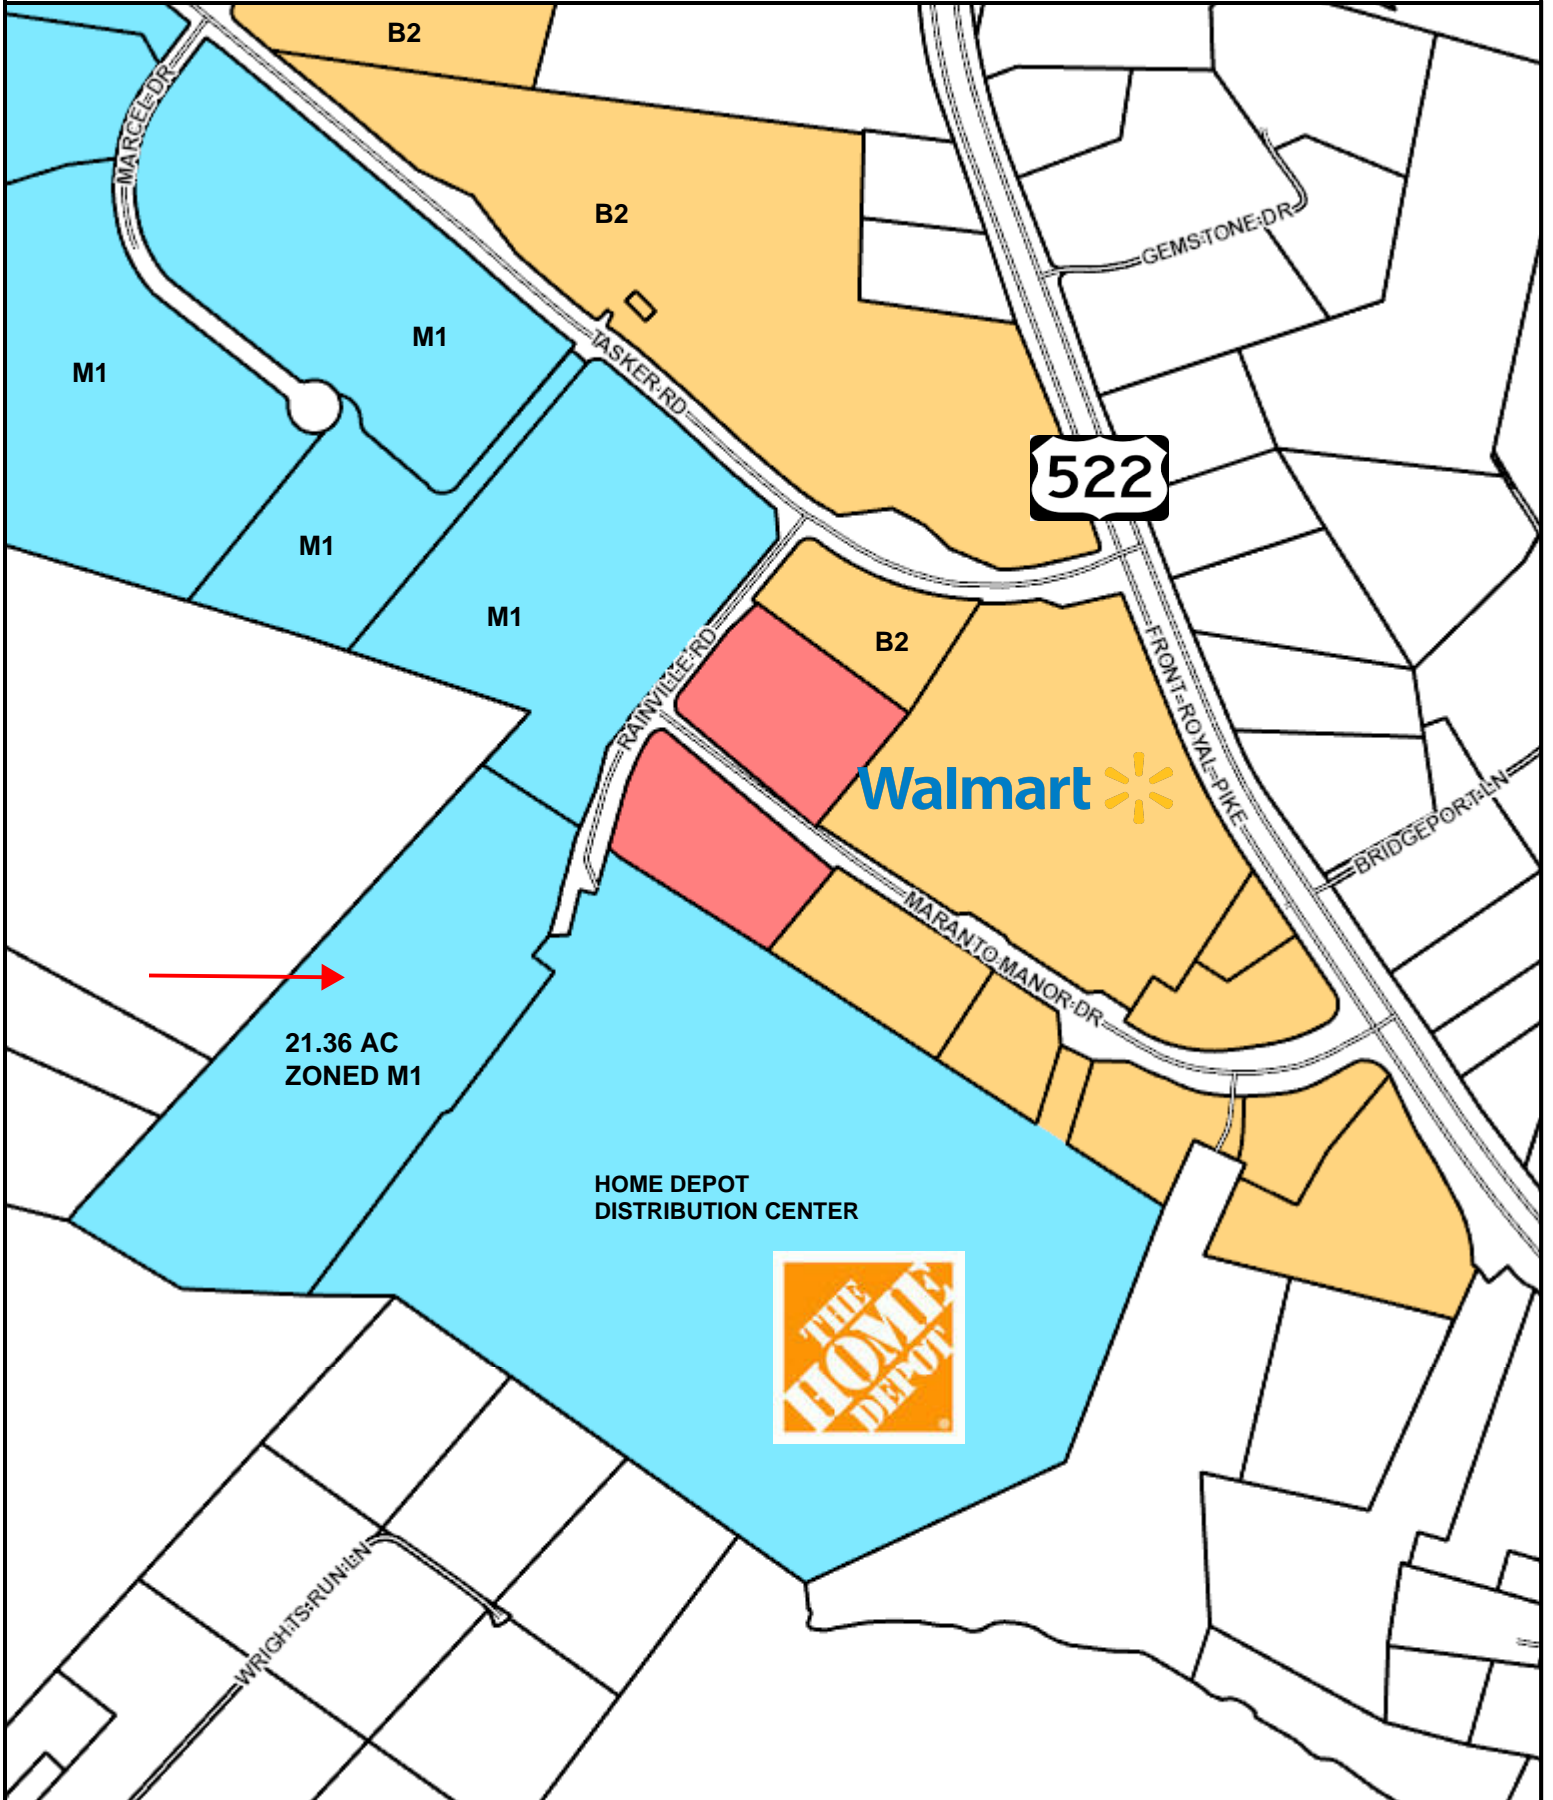 B2
MARCEL DR
B2
GEMSTONE DR
M1
M1
TASKER RD
522
M1
M1
B2
RAINVILLE RD
FRONT ROYAL PIKE
Walmart
BRIDGEPORT LN
MARANTO MANOR DR
21.36 AC
ZONED M1
HOME DEPOT
DISTRIBUTION CENTER
THE
HOME
DEPOT
WRIGHTS RUN LN